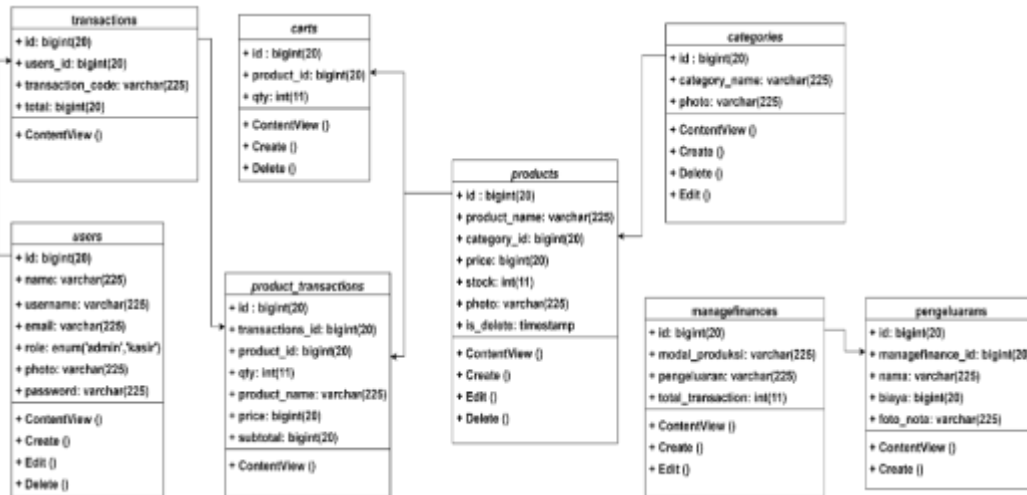 transactions
+ id: bigint(20)
+ users_id: bigint(20)
+ transaction_code: varchar(225)
+ total: bigint(20)
+ ContentView ()
carts
+ id : bigint(20)
+ product_id: bigint(20)
+ qty: int(11)
+ ContentView ()
+ Create ()
+ Delete ()
categories
+ id : bigint(20)
+ category_name: varchar(225)
+ photo: varchar(225)
+ ContentView ()
+ Create ()
+ Delete ()
+ Edit ()
products
+ id : bigint(20)
+ product_name: varchar(225)
+ category_id: bigint(20)
+ price: bigint(20)
+ stock: int(11)
+ photo: varchar(225)
+ is_delete: timestamp
+ ContentView ()
+ Create ()
+ Edit ()
+ Delete ()
users
+ id: bigint(20)
+ name: varchar(225)
+ username: varchar(225)
+ email: varchar(225)
+ role: enum('admin','kasir')
+ photo: varchar(225)
+ password: varchar(225)
+ ContentView ()
+ Create ()
+ Edit ()
+ Delete ()
product_transactions
+ id : bigint(20)
+ transactions_id: bigint(20)
+ product_id: bigint(20)
+ qty: int(11)
+ product_name: varchar(225)
+ price: bigint(20)
+ subtotal: bigint(20)
+ ContentView ()
managefinances
+ id: bigint(20)
+ modal_produksi: varchar(225)
+ pengeluaran: varchar(225)
+ total_transaction: int(11)
+ ContentView ()
+ Create ()
+ Edit ()
pengeluarans
+ id: bigint(20)
+ managefinance_id: bigint(20
+ nama: varchar(225)
+ biaya: bigint(20)
+ foto_nota: varchar(225)
+ ContentView ()
+ Create ()